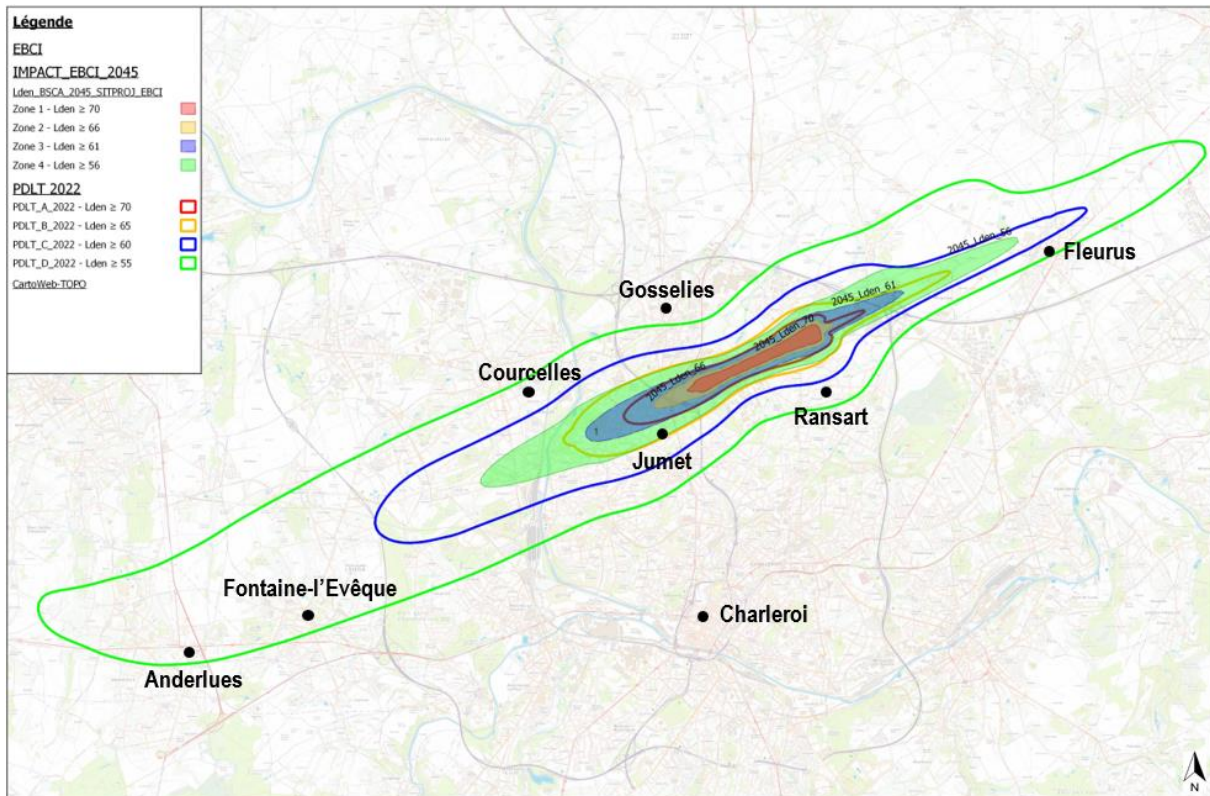 Légende
EBCI
IMPACT_EBCI_2045
Lden_BSCA_2045_SITPROJ_EBCI
Zone 1 - Lden ≥ 70
Zone 2 - Lden ≥ 66
Zone 3 - Lden ≥ 61
Zone 4 - Lden ≥ 56
PDLT 2022
PDLT_A_2022 - Lden ≥ 70
PDLT_B_2022 - Lden ≥ 65
PDLT_C_2022 - Lden ≥ 60
PDLT_D_2022 - Lden ≥ 55
CartoWeb-TOPO
2045_Lden_56
Fleurus
2045_Lden_61
Gosselies
2045_Lden_70
2045_Lden_66
Courcelles
Ransart
Jumet
Fontaine-l'Evêque
Charleroi
Anderlues
N